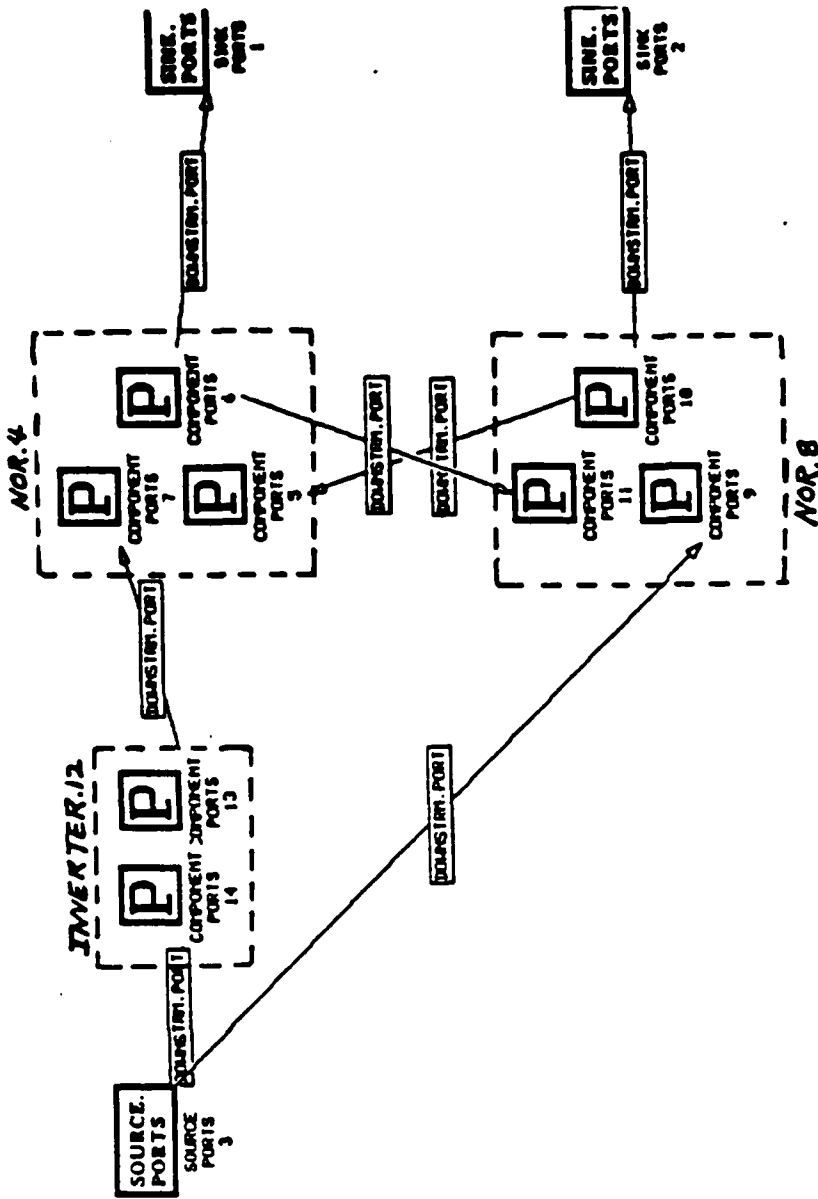 SINK.
PORTS
SINK
PORTS
1
SINK.
PORTS
SINK
PORTS
2
DOWNSTRM.PORT
DOWNSTRM.PORT
NOR.4
P
COMPONENT
PORTS
6
P
COMPONENT
PORTS
7
P
COMPONENT
PORTS
5
DOWNSTRM.PORT
DOWNSTRM.PORT
P
COMPONENT
PORTS
10
P
COMPONENT
PORTS
11
P
COMPONENT
PORTS
9
NOR.8
DOWNSTRM.PORT
INVERTER.12
P
COMPONENT
PORTS
13
P
COMPONENT
PORTS
14
DOWNSTRM.PORT
DOWNSTRM.PORT
SOURCE.
PORTS
SOURCE
PORTS
3